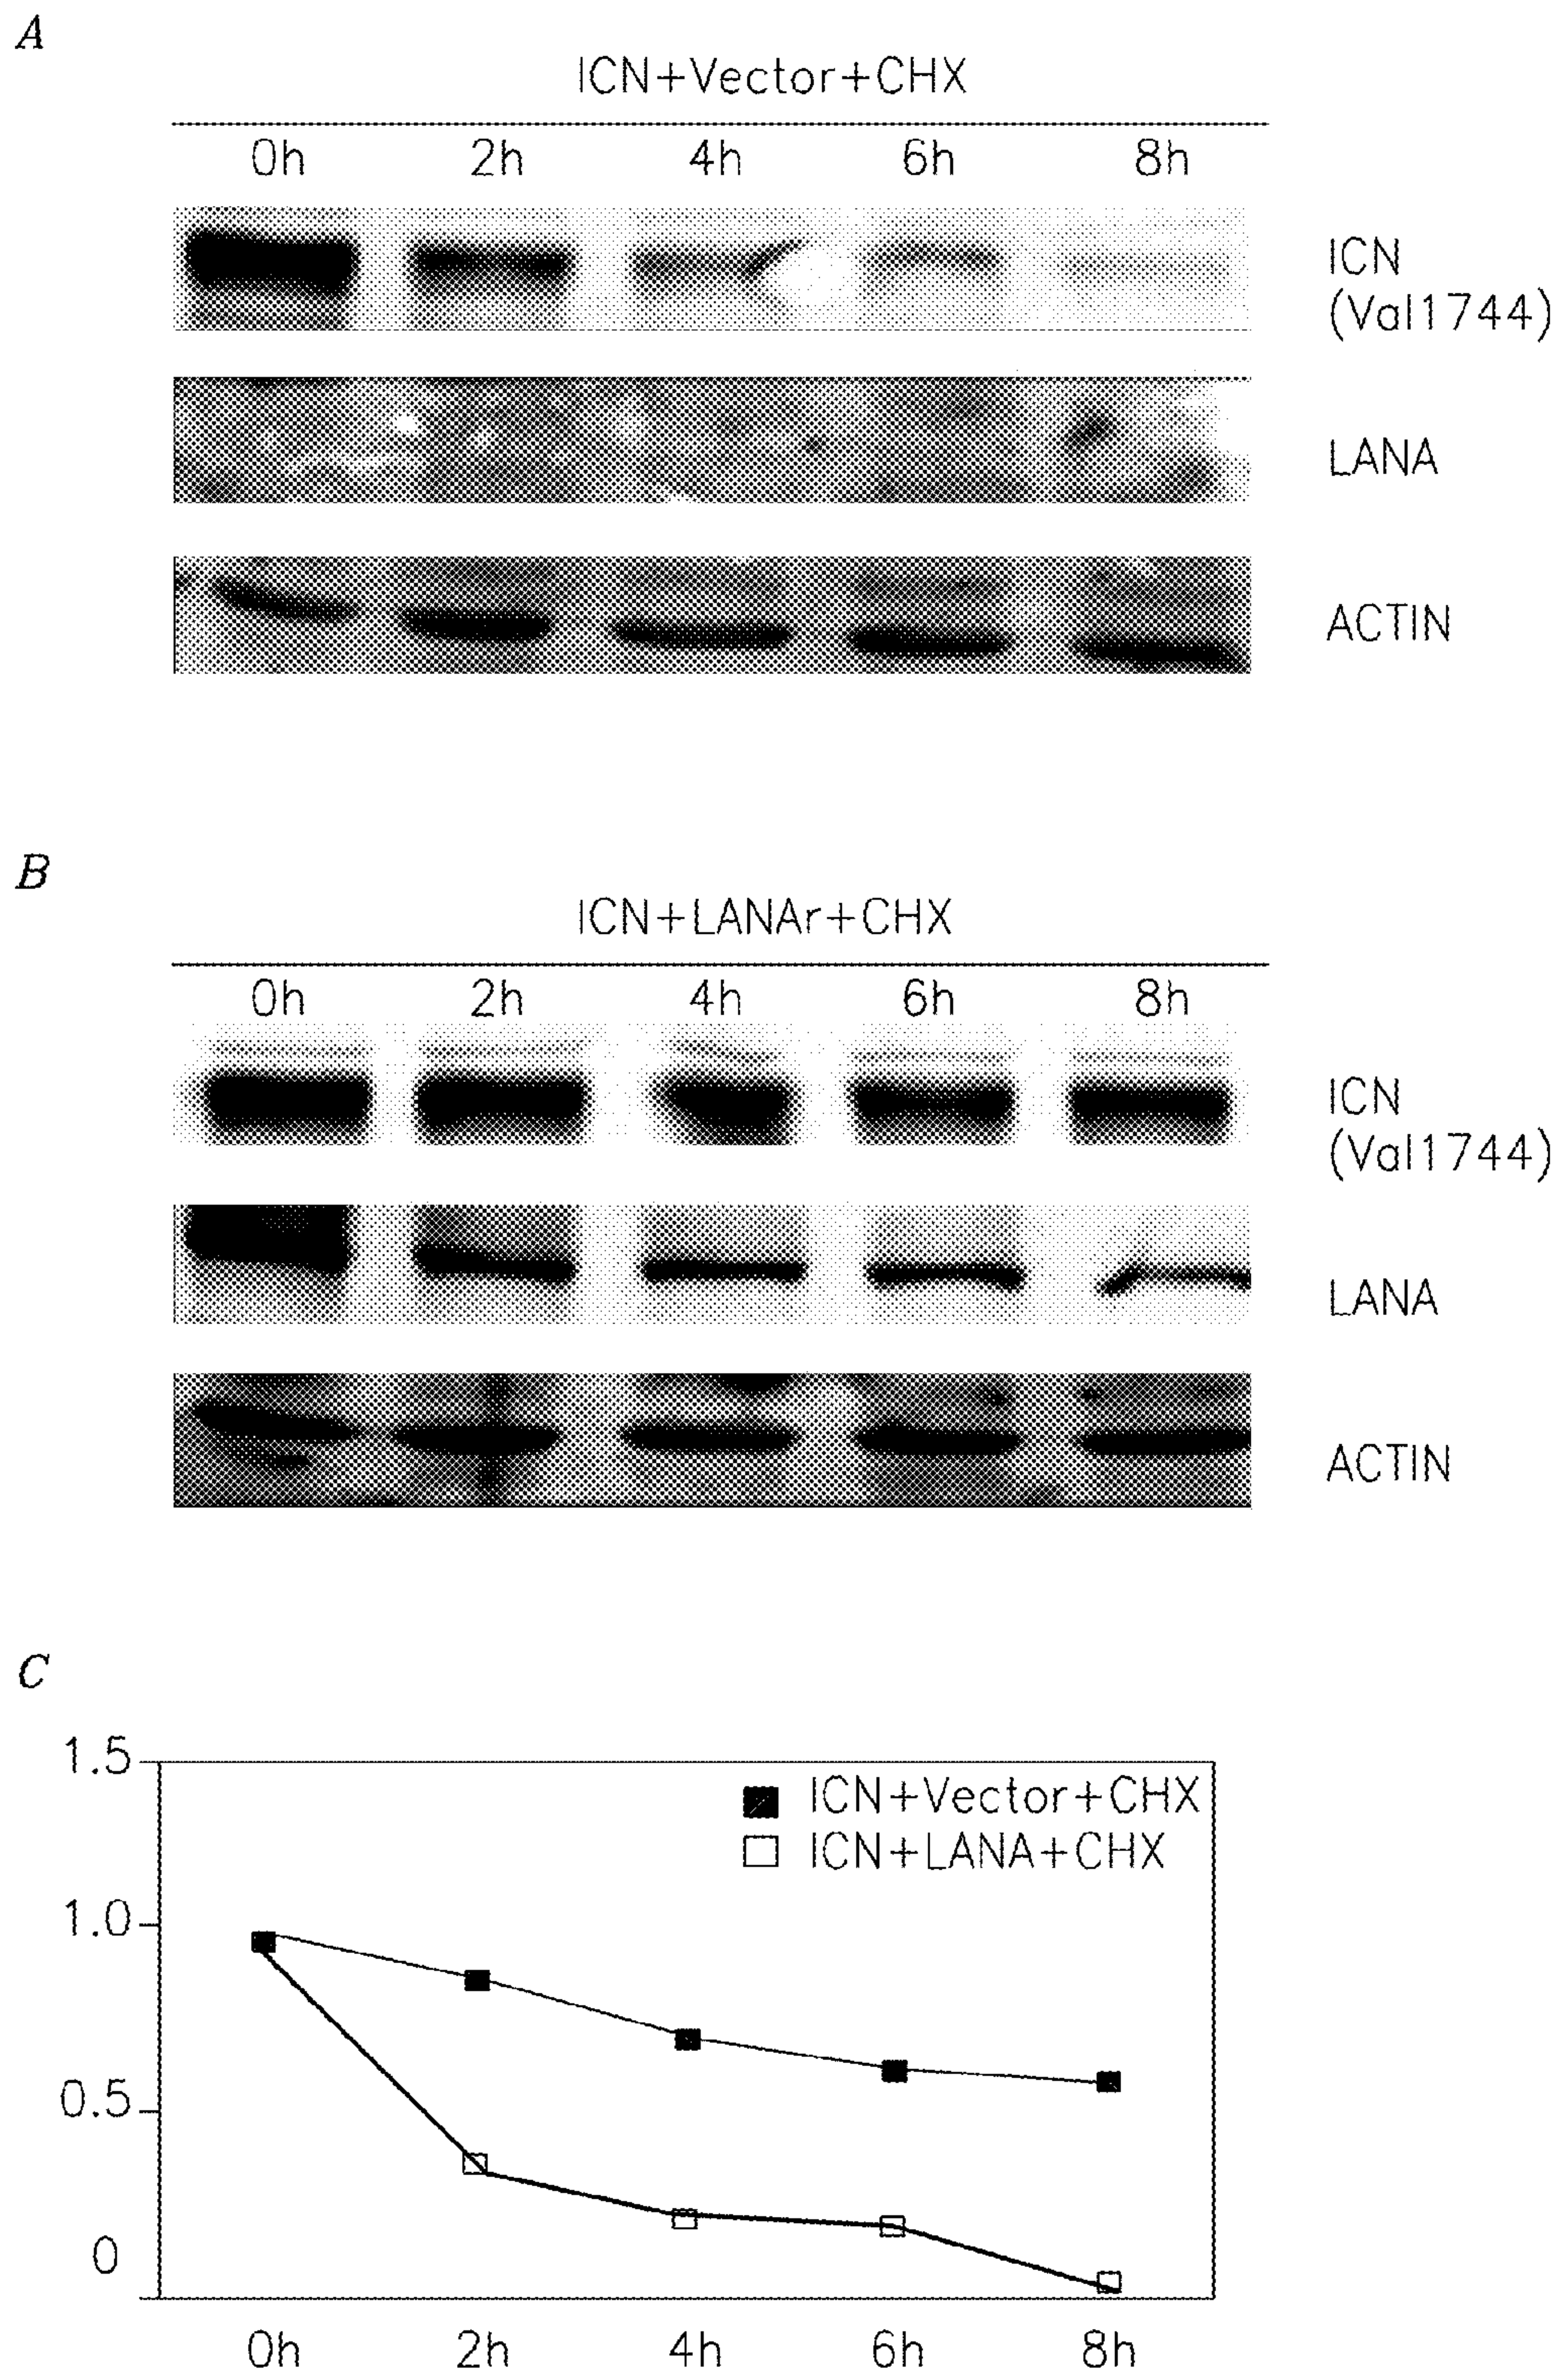 A
ICN+Vector+CHX
0h 2h 4h 6h 8h
ICN
(Val1744)
LANA
ACTIN
B
ICN+LANAr+CHX
0h 2h 4h 6h 8h
ICN
(Val1744)
LANA
ACTIN
C
1.5
1.0
0.5
0
ICN+Vector+CHX
ICN+LANA+CHX
0h 2h 4h 6h 8h